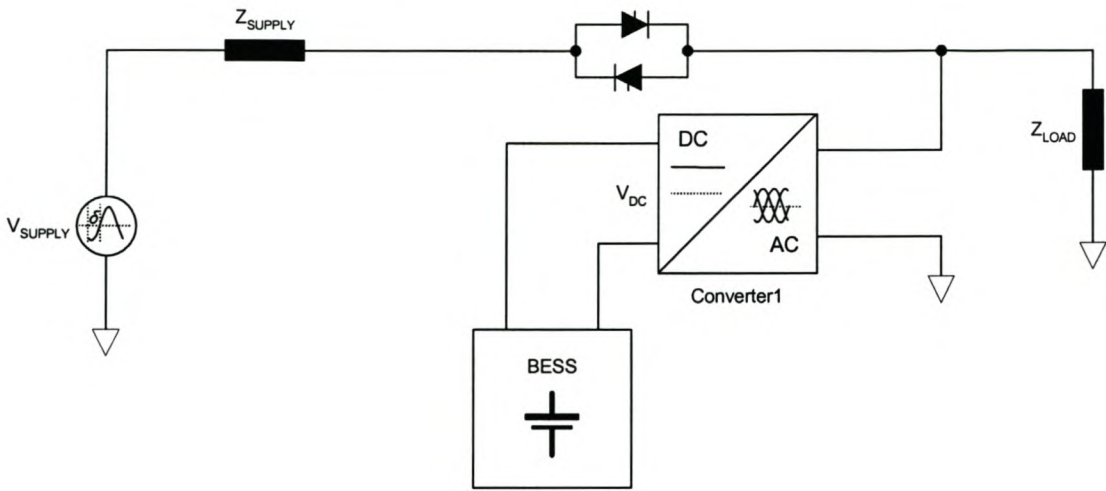 Z_SUPPLY
DC
Z_LOAD
V_DC
δ
V_SUPPLY
AC
Converter1
BESS